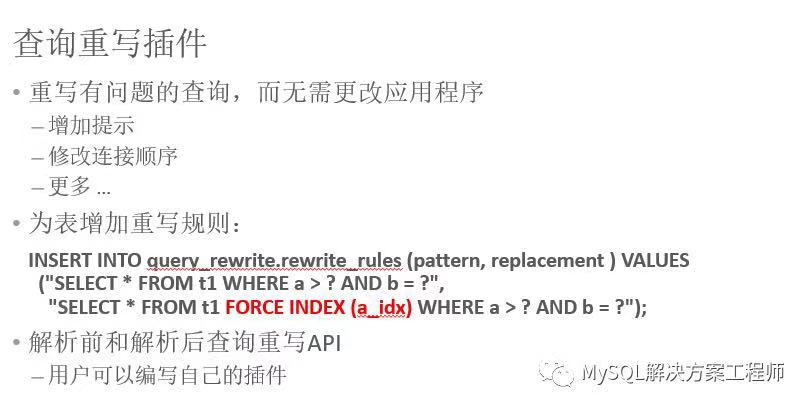 查询重写插件
• 重写有问题的查询，而无需更改应用程序
– 增加提示
– 修改连接顺序
– 更多 ...
• 为表增加重写规则：
INSERT INTO query_rewrite.rewrite_rules (pattern, replacement ) VALUES
("SELECT * FROM t1 WHERE a > ? AND b = ?",
"SELECT * FROM t1 FORCE INDEX (a_idx) WHERE a > ? AND b = ?");
• 解析前和解析后查询重写API
– 用户可以编写自己的插件
MySQL解决方案工程师